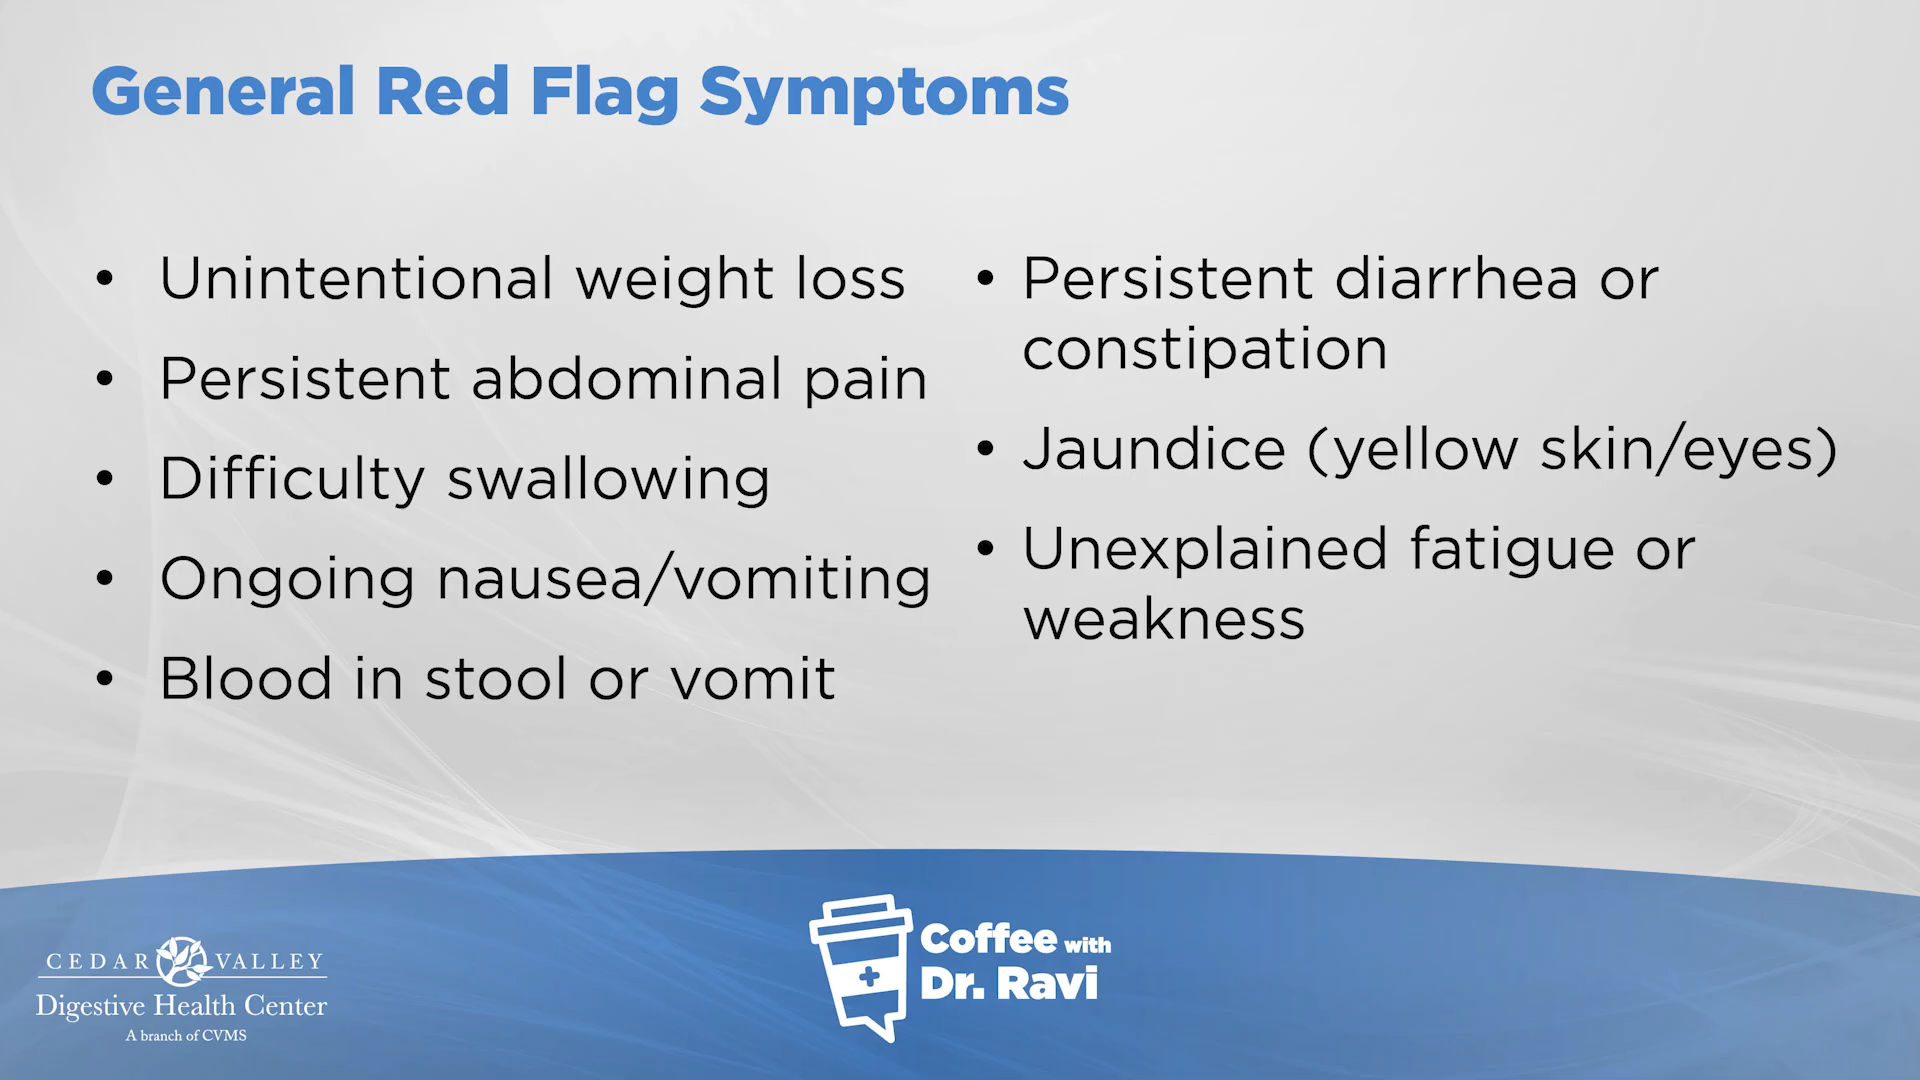 General Red Flag Symptoms
• Unintentional weight loss
• Persistent abdominal pain
• Difficulty swallowing
• Ongoing nausea/vomiting
• Blood in stool or vomit
• Persistent diarrhea or
constipation
• Jaundice (yellow skin/eyes)
• Unexplained fatigue or
weakness
CEDAR VALLEY
Digestive Health Center
A branch of CVMS
Coffee with
Dr. Ravi